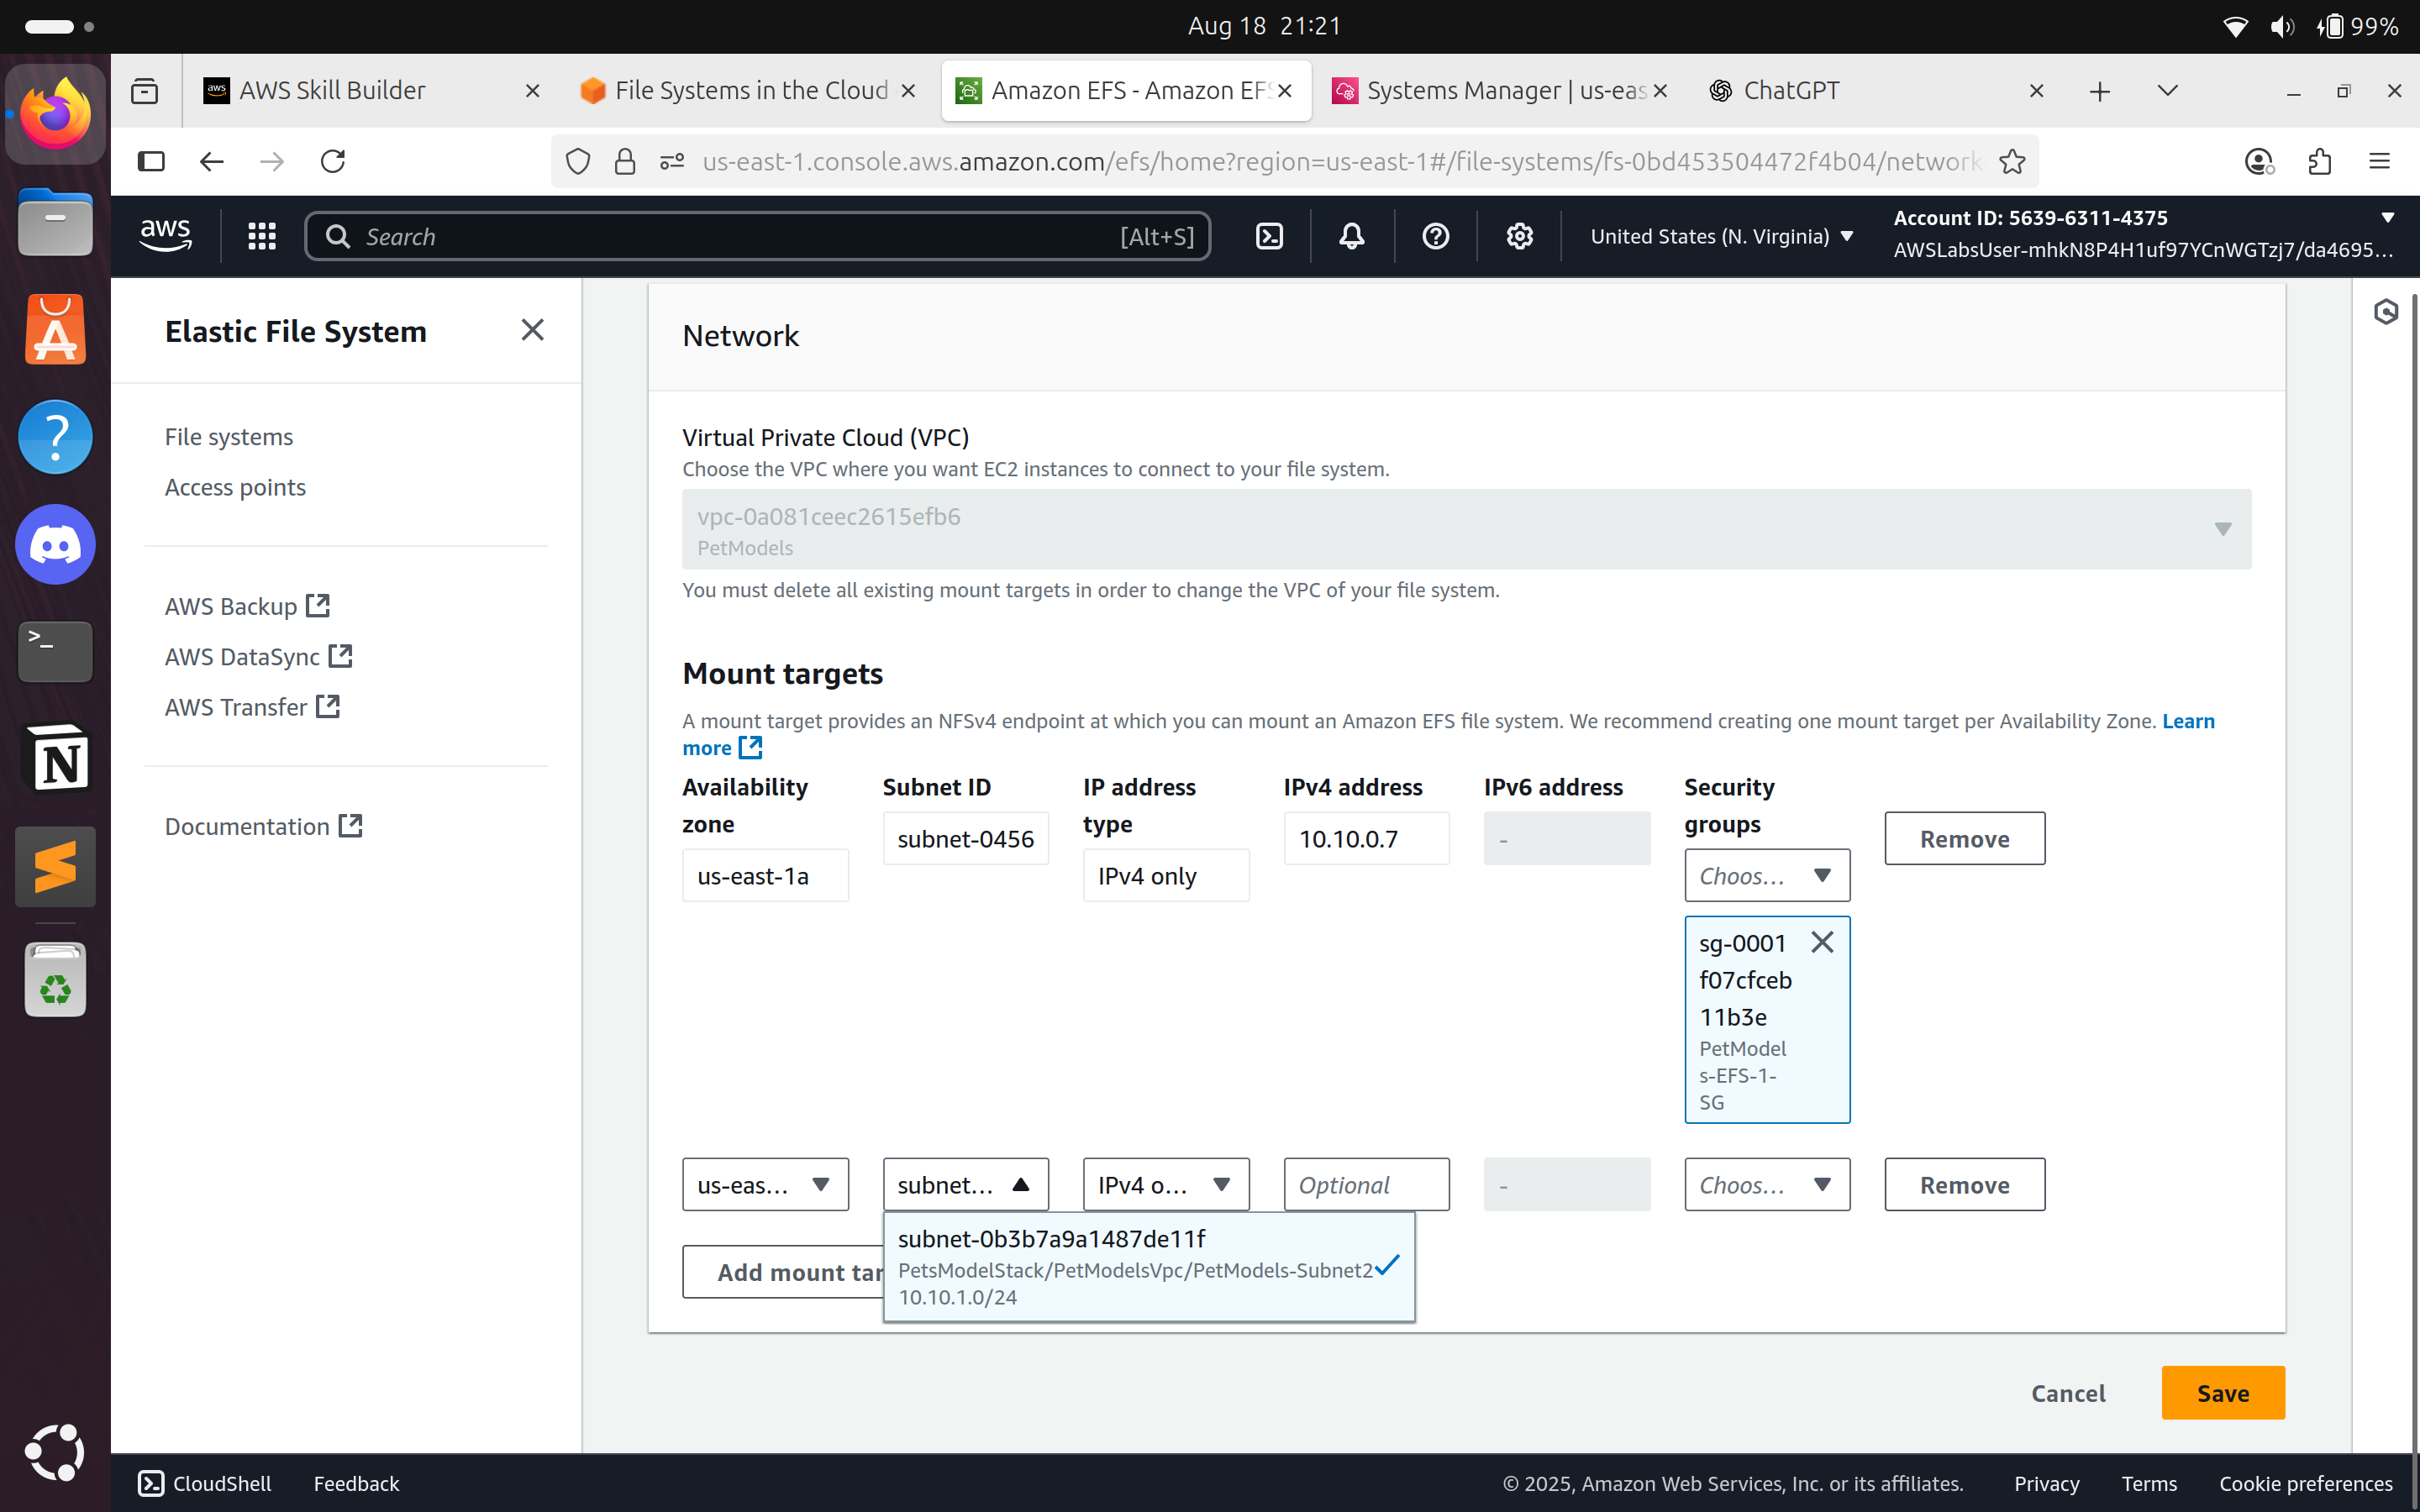 Aug 18 21:21
99%
AWS Skill Builder
File Systems in the Cloud
Amazon EFS - Amazon EFS
Systems Manager | us-eas
ChatGPT
us-east-1.console.aws.amazon.com/efs/home?region=us-east-1#/file-systems/fs-0bd453504472f4b04/network
aws
Search
[Alt+S]
United States (N. Virginia)
Account ID: 5639-6311-4375
AWSLabsUser-mhkN8P4H1uf97YCnWGTzj7/da4695...
Elastic File System
File systems
Access points
AWS Backup
AWS DataSync
AWS Transfer
Documentation
Network
Virtual Private Cloud (VPC)
Choose the VPC where you want EC2 instances to connect to your file system.
vpc-0a081ceec2615efb6
PetModels
You must delete all existing mount targets in order to change the VPC of your file system.
Mount targets
A mount target provides an NFSv4 endpoint at which you can mount an Amazon EFS file system. We recommend creating one mount target per Availability Zone. Learn
more
Availability zone
Subnet ID
IP address type
IPv4 address
IPv6 address
Security groups
us-east-1a
subnet-0456
IPv4 only
10.10.0.7
-
Choos...
Remove
sg-0001
f07cfceb
11b3e
PetModel
s-EFS-1-
SG
us-eas...
subnet...
IPv4 o...
Optional
-
Choos...
Remove
subnet-0b3b7a9a1487de11f
PetsModelStack/PetModelsVpc/PetModels-Subnet2
10.10.1.0/24
Add mount tar
Cancel
Save
CloudShell
Feedback
© 2025, Amazon Web Services, Inc. or its affiliates.
Privacy
Terms
Cookie preferences